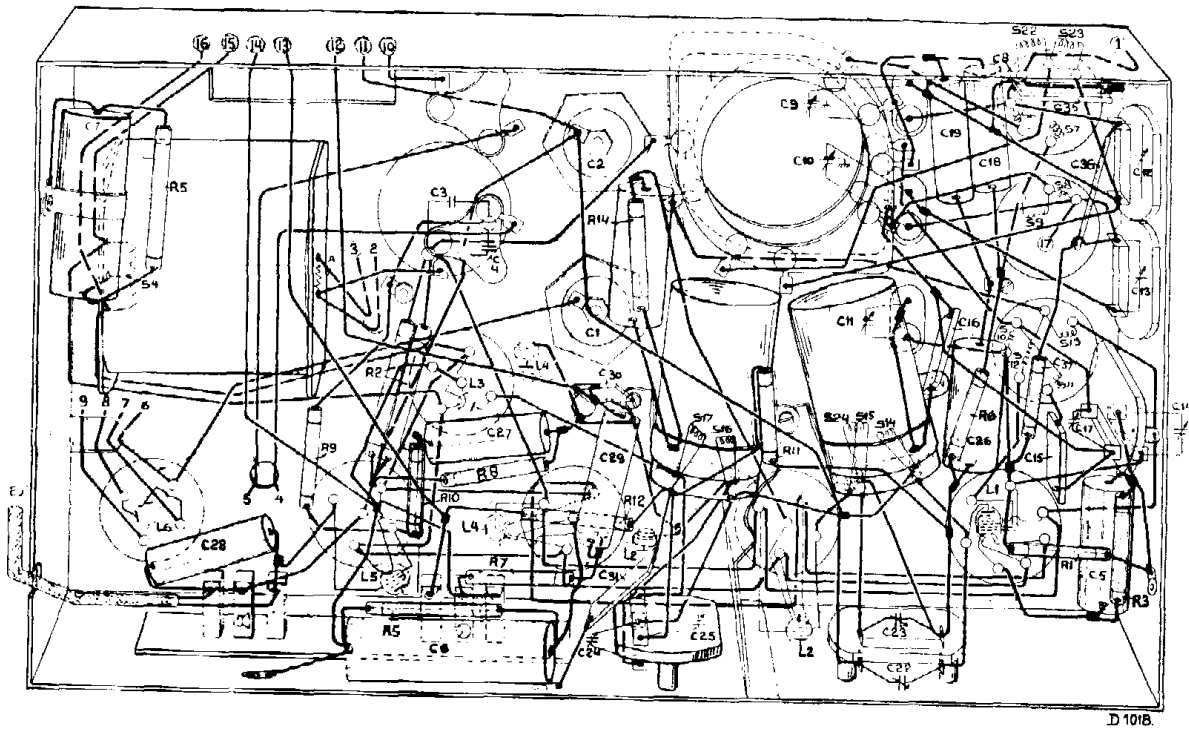 16 15 14 13 12 11 10
S22 S23 1
C8
C9
C35
S7
C7
C2
C19
C10
C18
C36
R5
C3
R14
S8
S9
C4
3 2
S4
C13
C1
C11
C16
S13
R2
L4
C30
L3
C37
S11
9 8 7 6
R6
C17
C27
S17
S16
S24 S15 S14
R9
C26
C29
R11
C15
R8
5 4
R10
R12
L1
L6
L4
L2
C28
R7
C31
R1
C5
L5
R3
R5
C6
C24
C25
C23
L2
C22
D 1018.